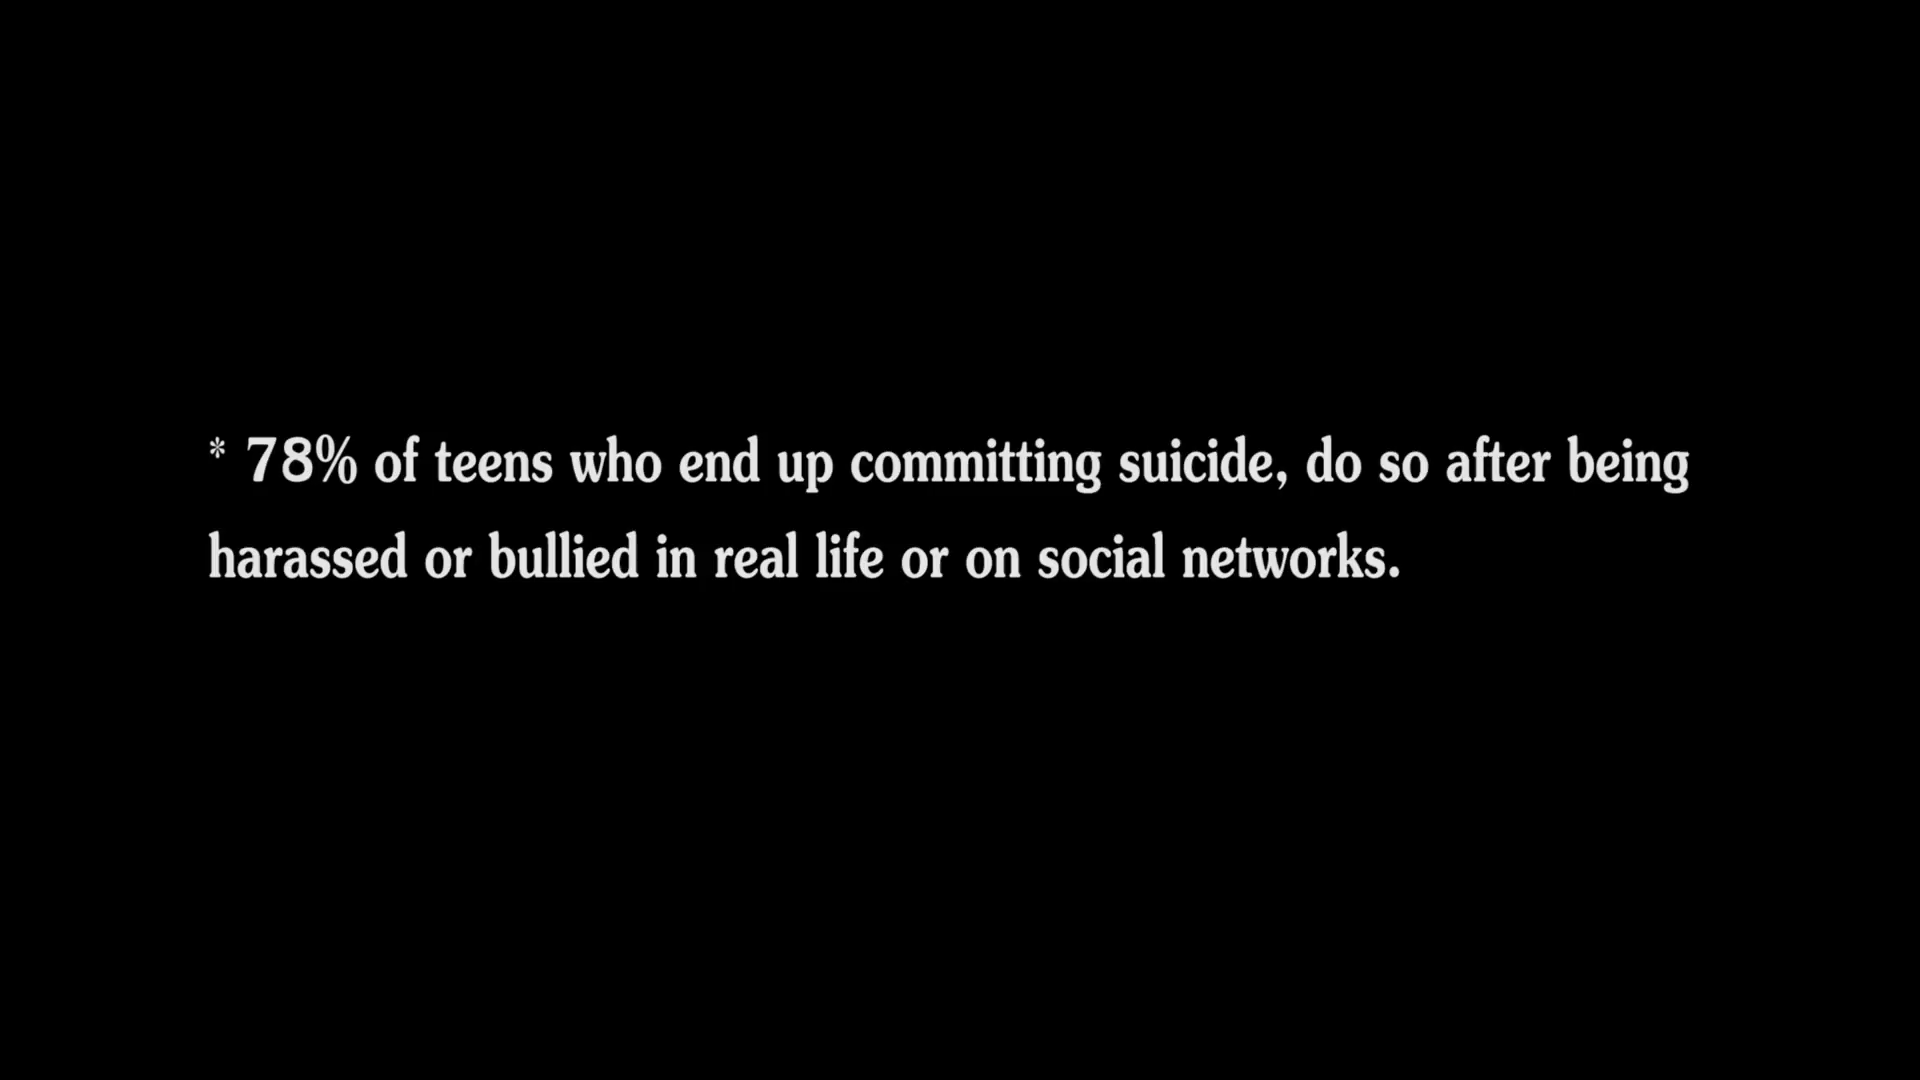 * 78% of teens who end up committing suicide, do so after being
harassed or bullied in real life or on social networks.